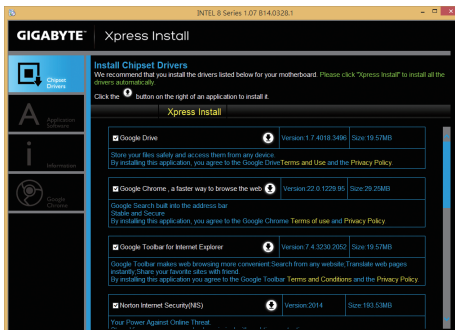 INTEL 8 Series 1.07 B14.0328.1
GIGABYTE™ Xpress Install
Chipset
Drivers
Application
Software
Information
Google
Chrome
Install Chipset Drivers
We recommend that you install the drivers listed below for your motherboard. Please click "Xpress Install" to install all the
drivers automatically.
Click the button on the right of an application to install it.
Xpress Install
Google Drive Version:1.7.4018.3496 Size:19.57MB
Store your files safely and access them from any device.
By installing this application, you agree to the Google DriveTerms and Use and the Privacy Policy.
Google Chrome , a faster way to browse the web Version:22.0.1229.95 Size:29.25MB
Google Search built into the address bar
Stable and Secure
By installing this application, you agree to the Google Chrome Terms of use and Privacy Policy.
Google Toolbar for Internet Explorer Version:7.4.3230.2052 Size:19.57MB
Google Toolbar makes web browsing more convenient:Search from any website;Translate web pages
instantly;Share your favorite sites with friend.
By installing this application, you agree to the Google Toolbar Terms and Conditions and the Privacy Policy.
Norton Internet Security(NIS) Version:2014 Size:193.53MB
Your Power Against Online Threat.